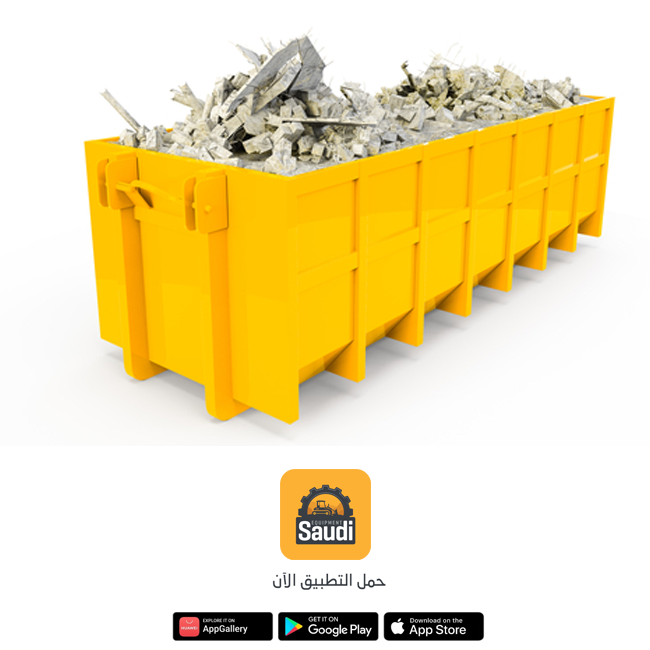 EQUIPMENT
Saudi
حمل التطبيق الآن
EXPLORE IT ON
AppGallery
GET IT ON
Google Play
Download on the
App Store